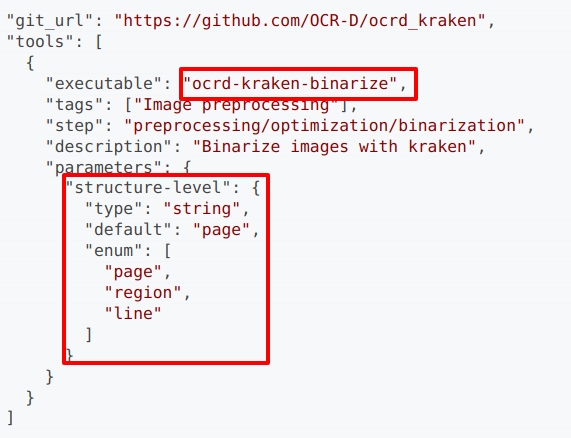 "git_url": "https://github.com/OCR-D/ocrd_kraken",
"tools": [
  {
    "executable": "ocrd-kraken-binarize",
    "tags": ["Image preprocessing"],
    "step": "preprocessing/optimization/binarization",
    "description": "Binarize images with kraken",
    "parameters": {
      "structure-level": {
        "type": "string",
        "default": "page",
        "enum": [
          "page",
          "region",
          "line"
        ]
      }
    }
  }
]